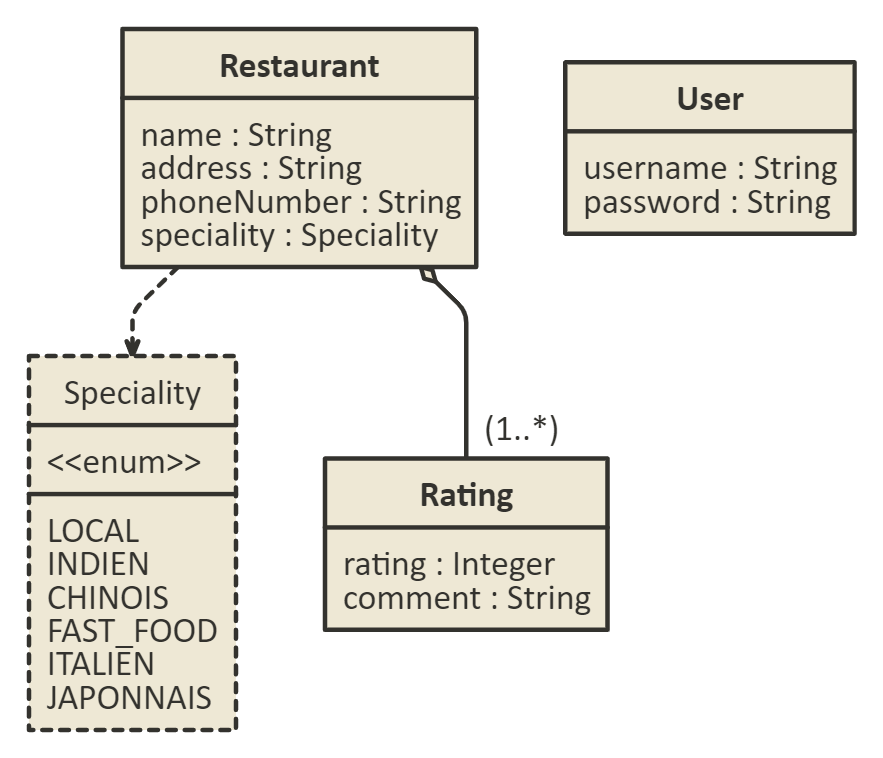 Restaurant
name : String
address : String
phoneNumber : String
speciality : Speciality
User
username : String
password : String
Speciality
<<enum>>
LOCAL
INDIEN
CHINOIS
FAST_FOOD
ITALIEN
JAPONNAIS
(1..*)
Rating
rating : Integer
comment : String